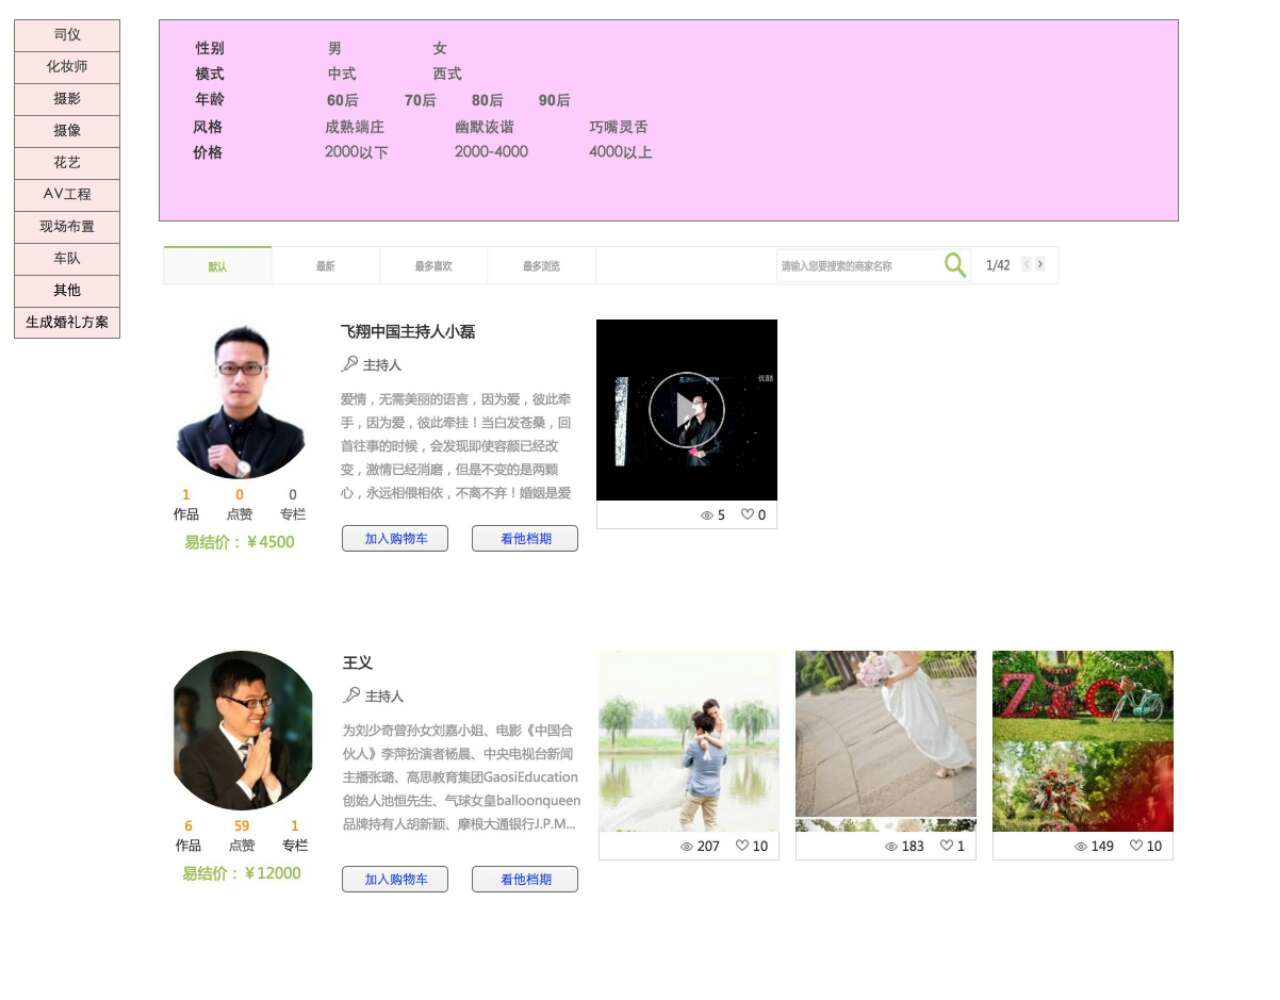 司仪
化妆师
摄影
摄像
花艺
AV工程
现场布置
车队
其他
生成婚礼方案
性别 男 女
模式 中式 西式
年龄 60后 70后 80后 90后
风格 成熟端庄 幽默诙谐 巧嘴灵舌
价格 2000以下 2000-4000 4000以上
默认 最新 最多喜欢 最多浏览 请输入您要搜索的商家名称 1/42 < >
飞翔中国主持人小磊
主持人
爱情，无需美丽的语言，因为爱，彼此牵
手，因为爱，彼此牵挂！当白发苍桑，回
首往事的时候，会发现即使容颜已经改
变，激情已经消磨，但是不变的是两颗
心，永远相偎相依，不离不弃！婚姻是爱
1 0 0
作品 点赞 专栏
易结价：￥4500
加入购物车 看他档期
优酷
5 0
王义
主持人
为刘少奇曾孙女刘嘉小姐、电影《中国合
伙人》李萍扮演者杨晨、中央电视台新闻
主播张璐、高思教育集团GaosiEducation
创始人池恒先生、气球女皇balloonqueen
品牌持有人胡新颖、摩根大通银行J.P.M...
6 59 1
作品 点赞 专栏
易结价：￥12000
加入购物车 看他档期
207 10
183 1
149 10